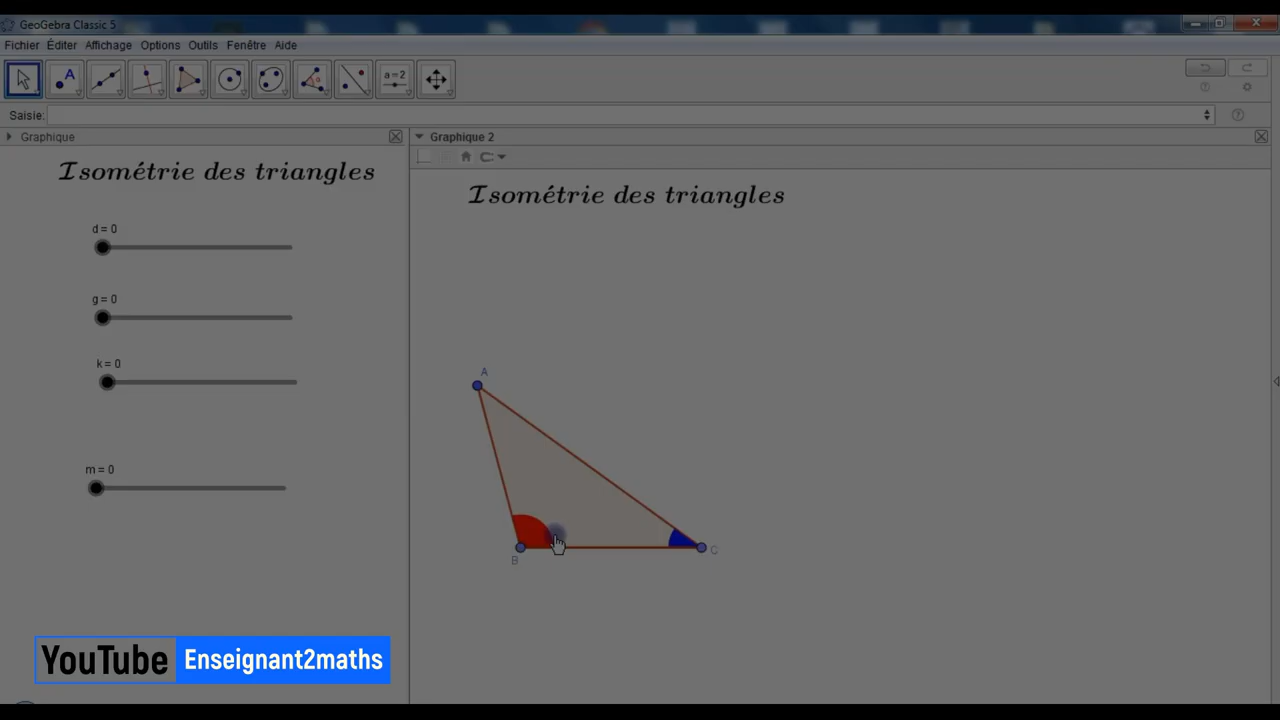 GeoGebra Classic 5
Fichier Éditer Affichage Options Outils Fenêtre Aide
A
a = 2
Saisie:
Graphique
Graphique 2
Isométrie des triangles
Isométrie des triangles
d = 0
g = 0
k = 0
m = 0
A
B
C
YouTube Enseignant2maths